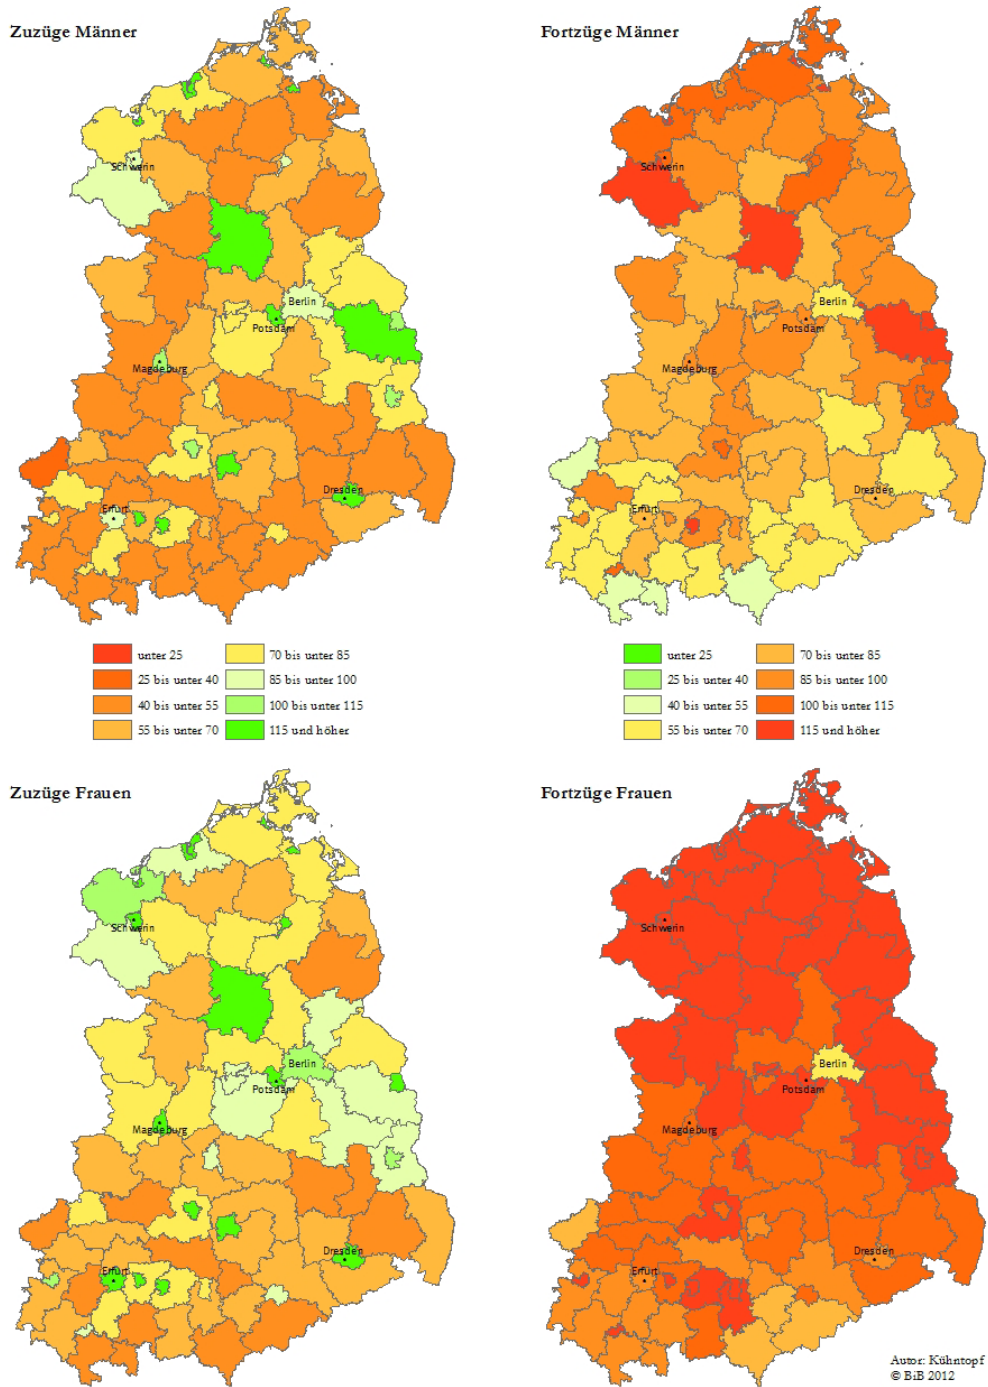 Zuzüge Männer
Fortzüge Männer
Schwerin
Berlin
Potsdam
Magdeburg
Dresden
Erfurt
Schwerin
Berlin
Potsdam
Magdeburg
Dresden
Erfurt
unter 25
25 bis unter 40
40 bis unter 55
55 bis unter 70
70 bis unter 85
85 bis unter 100
100 bis unter 115
115 und höher
unter 25
25 bis unter 40
40 bis unter 55
55 bis unter 70
70 bis unter 85
85 bis unter 100
100 bis unter 115
115 und höher
Zuzüge Frauen
Fortzüge Frauen
Schwerin
Berlin
Potsdam
Magdeburg
Dresden
Erfurt
Schwerin
Berlin
Potsdam
Magdeburg
Dresden
Erfurt
Autor: Kühntopf
© BiB 2012